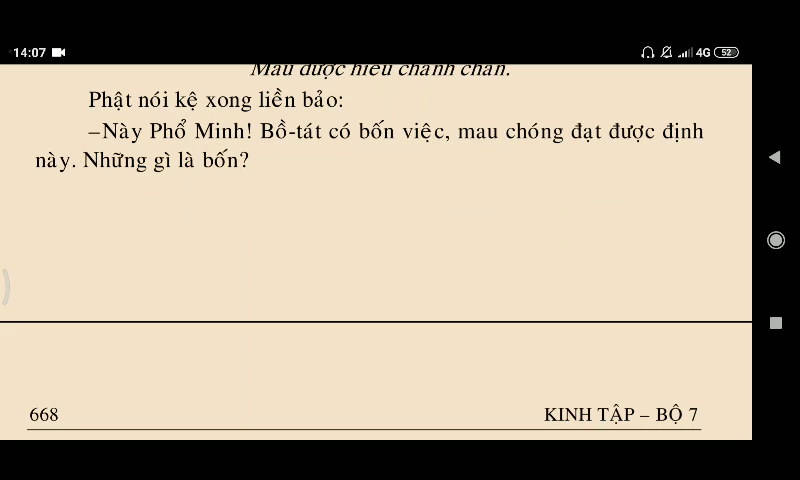 14:07
4G 52
Mau được hiểu chánh chân.
Phật nói kệ xong liền bảo:
–Này Phổ Minh! Bồ-tát có bốn việc, mau chóng đạt được định
này. Những gì là bốn?
668
KINH TẬP – BỘ 7